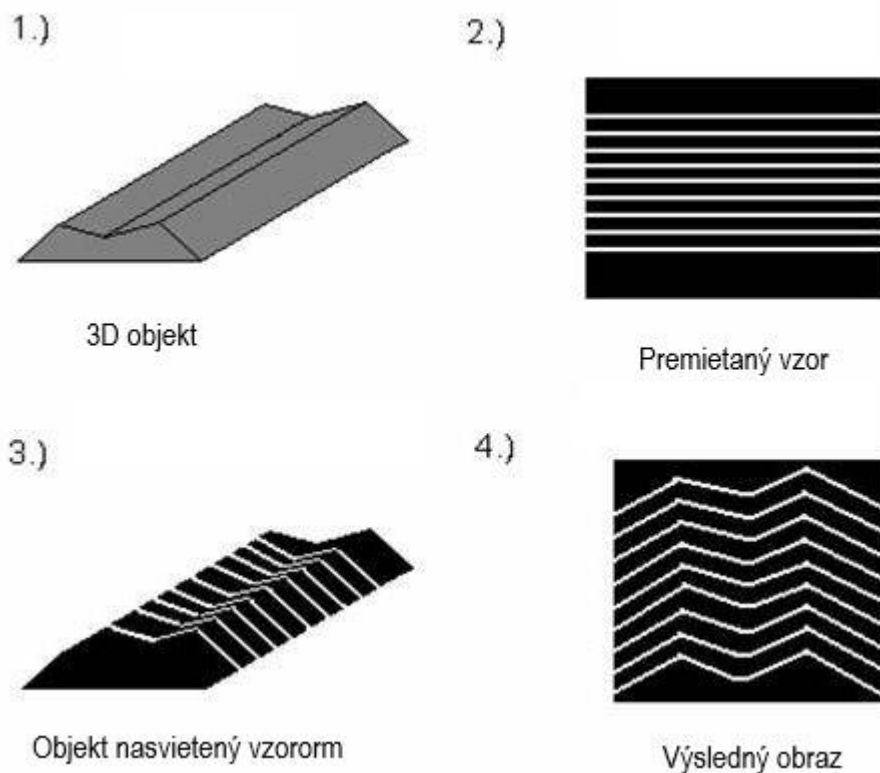 1.)
2.)
3D objekt
Premietaný vzor
3.)
4.)
Objekt nasvietený vzororm
Výsledný obraz